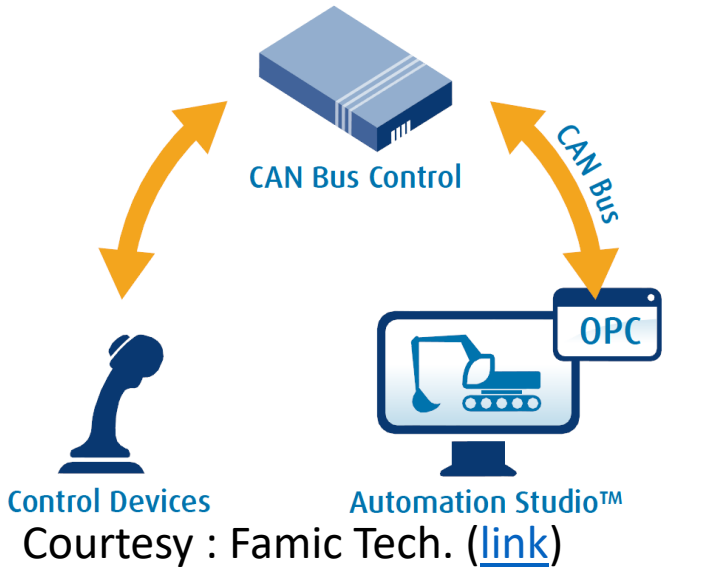 CAN Bus Control
CAN Bus
OPC
Control Devices
Automation Studio™
Courtesy : Famic Tech. (link)